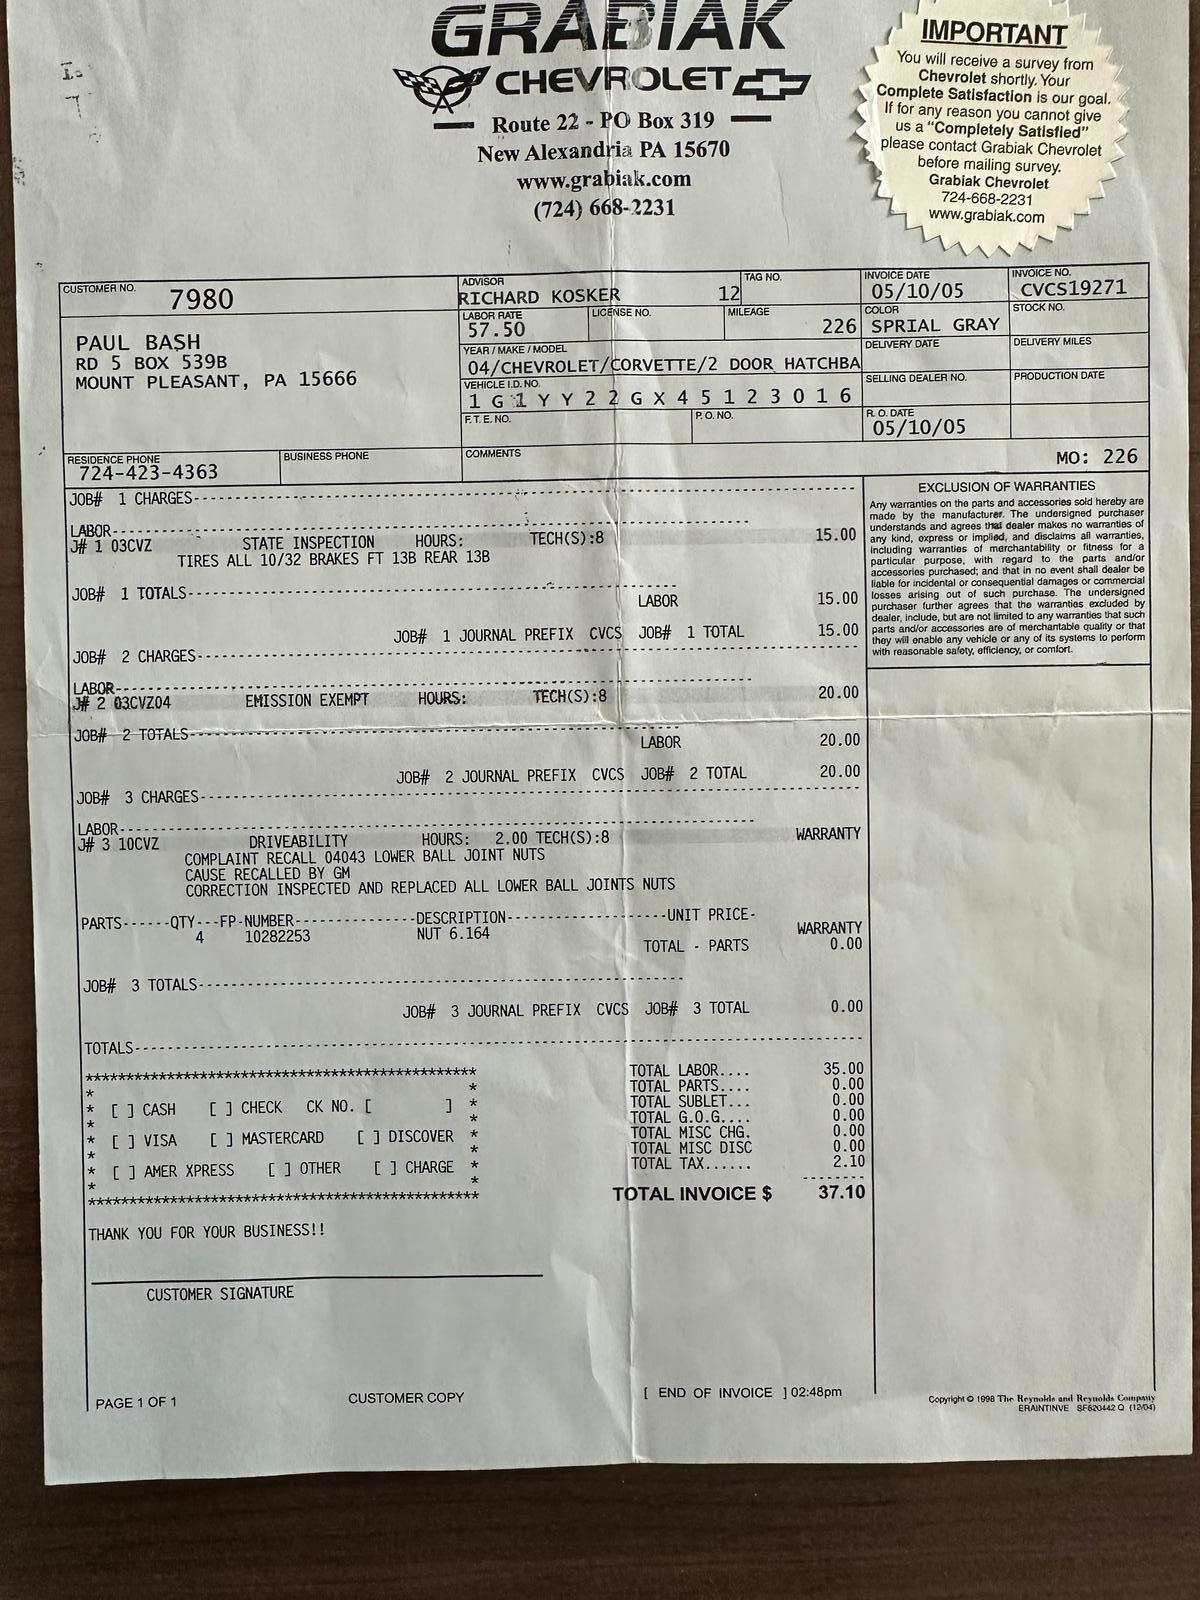 GRABIAK
CHEVROLET
Route 22 - PO Box 319
New Alexandria PA 15670
www.grabiak.com
(724) 668-2231
IMPORTANT
You will receive a survey from
Chevrolet shortly. Your
Complete Satisfaction is our goal.
If for any reason you cannot give
us a "Completely Satisfied"
please contact Grabiak Chevrolet
before mailing survey.
Grabiak Chevrolet
724-668-2231
www.grabiak.com
CUSTOMER NO. 7980
ADVISOR
RICHARD KOSKER 12
TAG NO.
INVOICE DATE
05/10/05
INVOICE NO.
CVCS19271
PAUL BASH
RD 5 BOX 539B
MOUNT PLEASANT, PA 15666
LABOR RATE
57.50
LICENSE NO.
MILEAGE
226
COLOR
SPRIAL GRAY
STOCK NO.
YEAR / MAKE / MODEL
04/CHEVROLET/CORVETTE/2 DOOR HATCHBA
DELIVERY DATE
DELIVERY MILES
VEHICLE I.D. NO.
1 G 1 Y Y 2 2 G X 4 5 1 2 3 0 1 6
SELLING DEALER NO.
PRODUCTION DATE
F.T.E. NO.
P.O. NO.
R.O. DATE
05/10/05
RESIDENCE PHONE
724-423-4363
BUSINESS PHONE
COMMENTS
MO: 226
JOB# 1 CHARGES
LABOR
J# 1 03CVZ STATE INSPECTION HOURS: TECH(S):8 15.00
TIRES ALL 10/32 BRAKES FT 13B REAR 13B
JOB# 1 TOTALS
LABOR 15.00
JOB# 1 JOURNAL PREFIX CVCS JOB# 1 TOTAL 15.00
JOB# 2 CHARGES
LABOR
J# 2 03CVZ04 EMISSION EXEMPT HOURS: TECH(S):8 20.00
JOB# 2 TOTALS
LABOR 20.00
JOB# 2 JOURNAL PREFIX CVCS JOB# 2 TOTAL 20.00
JOB# 3 CHARGES
LABOR
J# 3 10CVZ DRIVEABILITY HOURS: 2.00 TECH(S):8 WARRANTY
COMPLAINT RECALL 04043 LOWER BALL JOINT NUTS
CAUSE RECALLED BY GM
CORRECTION INSPECTED AND REPLACED ALL LOWER BALL JOINTS NUTS
PARTS------QTY---FP-NUMBER---------------DESCRIPTION--------------------UNIT PRICE-
4 10282253 NUT 6.164 WARRANTY
TOTAL - PARTS 0.00
JOB# 3 TOTALS
JOB# 3 JOURNAL PREFIX CVCS JOB# 3 TOTAL 0.00
TOTALS
[ ] CASH [ ] CHECK CK NO. [ ]
[ ] VISA [ ] MASTERCARD [ ] DISCOVER
[ ] AMER XPRESS [ ] OTHER [ ] CHARGE
TOTAL LABOR.... 35.00
TOTAL PARTS.... 0.00
TOTAL SUBLET... 0.00
TOTAL G.O.G.... 0.00
TOTAL MISC CHG. 0.00
TOTAL MISC DISC 0.00
TOTAL TAX...... 2.10
TOTAL INVOICE $ 37.10
THANK YOU FOR YOUR BUSINESS!!
CUSTOMER SIGNATURE
EXCLUSION OF WARRANTIES
Any warranties on the parts and accessories sold hereby are
made by the manufacturer. The undersigned purchaser
understands and agrees that dealer makes no warranties of
any kind, express or implied, and disclaims all warranties,
including warranties of merchantability or fitness for a
particular purpose, with regard to the parts and/or
accessories purchased; and that in no event shall dealer be
liable for incidental or consequential damages or commercial
losses arising out of such purchase. The undersigned
purchaser further agrees that the warranties excluded by
dealer, include, but are not limited to any warranties that such
parts and/or accessories are of merchantable quality or that
they will enable any vehicle or any of its systems to perform
with reasonable safety, efficiency, or comfort.
PAGE 1 OF 1
CUSTOMER COPY
[ END OF INVOICE ] 02:48pm
Copyright © 1998 The Reynolds and Reynolds Company
ERAINTINVE SF820442 Q (12/04)